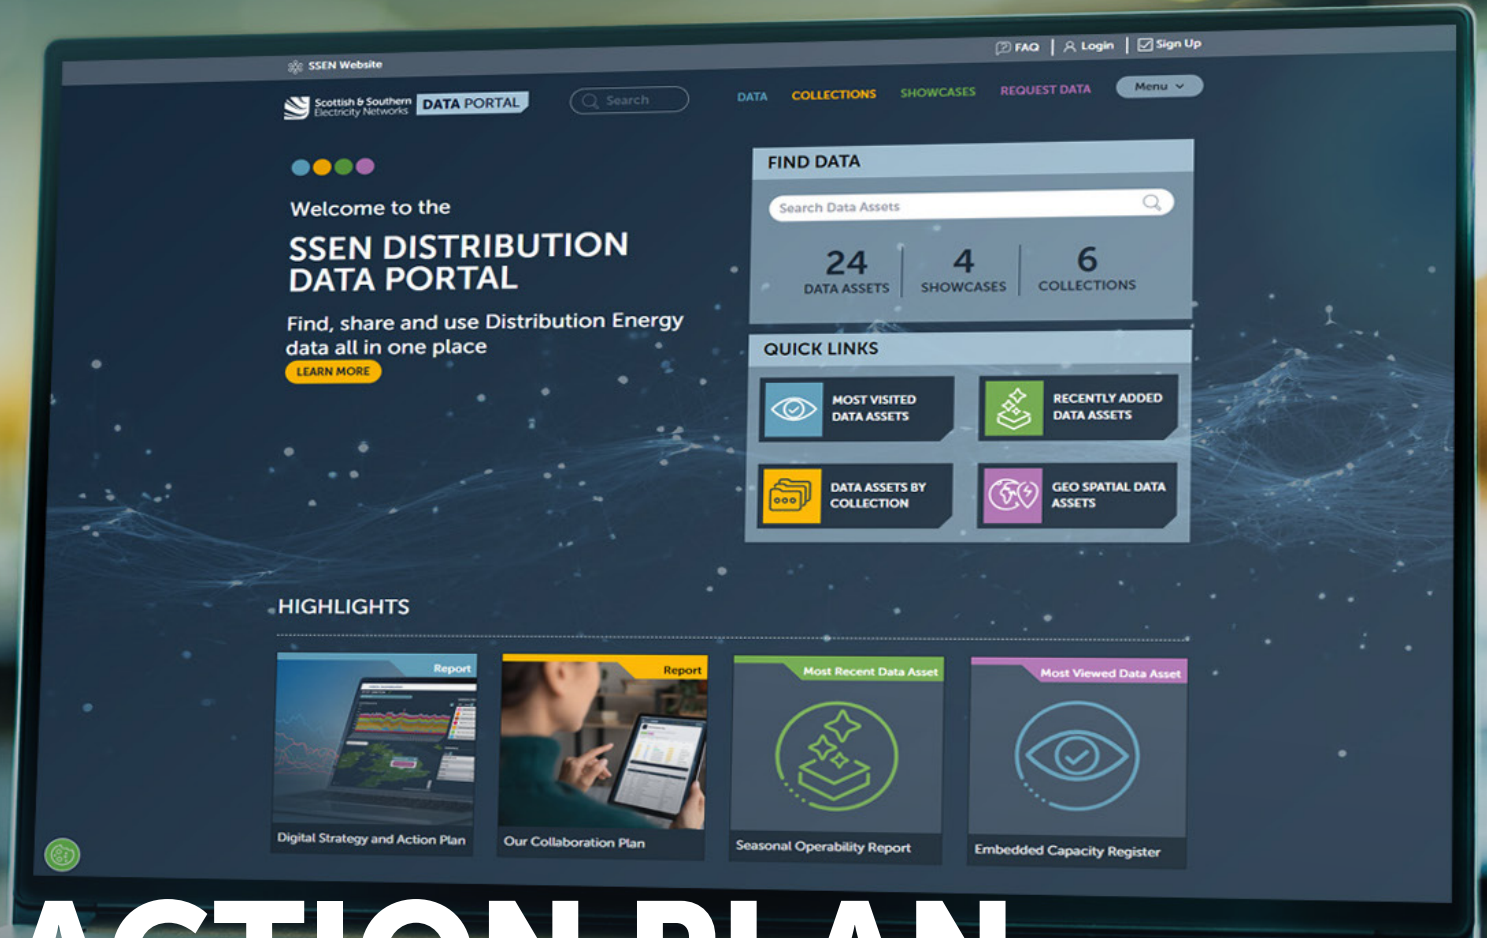 SSEN Website
FAQ
Login
Sign Up
Scottish & Southern
Electricity Networks
DATA PORTAL
Search
DATA
COLLECTIONS
SHOWCASES
REQUEST DATA
Menu
Welcome to the
SSEN DISTRIBUTION
DATA PORTAL
Find, share and use Distribution Energy
data all in one place
LEARN MORE
FIND DATA
Search Data Assets
24
DATA ASSETS
4
SHOWCASES
6
COLLECTIONS
QUICK LINKS
MOST VISITED
DATA ASSETS
RECENTLY ADDED
DATA ASSETS
DATA ASSETS BY
COLLECTION
GEO SPATIAL DATA
ASSETS
HIGHLIGHTS
Report
Digital Strategy and Action Plan
Report
Our Collaboration Plan
Most Recent Data Asset
Seasonal Operability Report
Most Viewed Data Asset
Embedded Capacity Register
ACTION PLAN